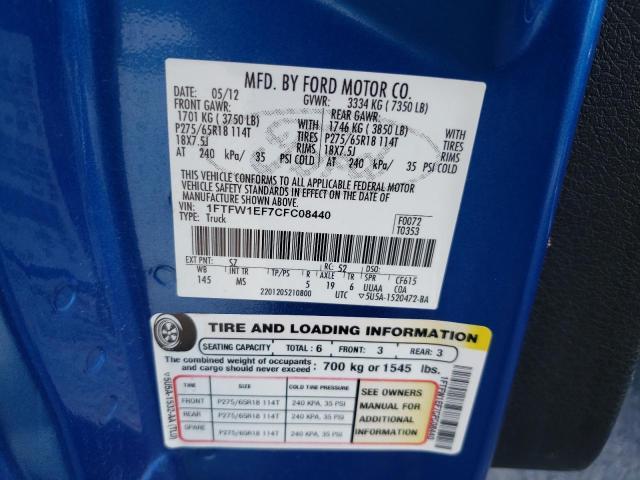 MFD. BY FORD MOTOR CO.
DATE: 05/12 GVWR: 3334 KG ( 7350 LB)
FRONT GAWR: REAR GAWR:
1701 KG ( 3750 LB) WITH 1746 KG ( 3850 LB) WITH
P275/65R18 114T TIRES P275/65R18 114T TIRES
18X7.5J RIMS 18X7.5J RIMS
AT 240 kPa/ 35 PSI COLD AT 240 kPa/ 35 PSI COLD
Ford
THIS VEHICLE CONFORMS TO ALL APPLICABLE FEDERAL MOTOR
VEHICLE SAFETY STANDARDS IN EFFECT ON THE DATE OF
MANUFACTURE SHOWN ABOVE.
VIN: 1FTFW1EF7CFC08440
TYPE: Truck
F0072
T0353
EXT PNT: SZ RC: 52 DSO:
WB INT TR TP/PS R AXLE TR SPR CF615
145 MS 5 19 6 UUAA COA
2201205210800 UTC ▽5U5A-1520472-BA
TIRE AND LOADING INFORMATION
SEATING CAPACITY TOTAL : 6 FRONT: 3 REAR: 3
The combined weight of occupants
and cargo should never exceed : 700 kg or 1545 lbs.
TIRE SIZE COLD TIRE PRESSURE
FRONT P275/65R18 114T 240 KPA, 35 PSI
REAR P275/65R18 114T 240 KPA, 35 PSI
SPARE P275/65R18 114T 240 KPA, 35 PSI
SEE OWNERS
MANUAL FOR
ADDITIONAL
INFORMATION
1FTFW1EF7CFC08440